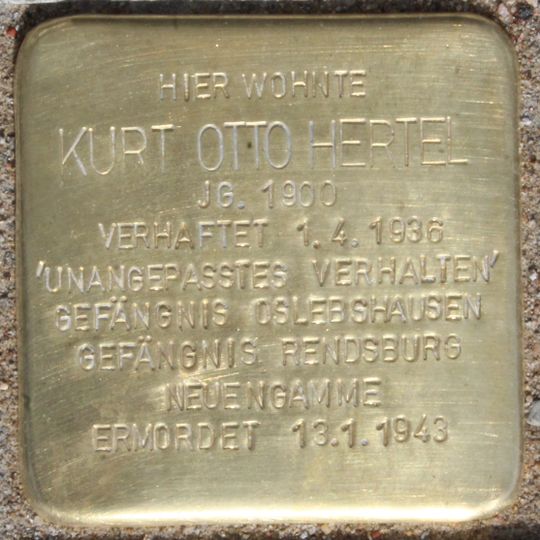 HIER WOHNTE
KURT OTTO HERTEL
JG. 1900
VERHAFTET 1.4.1936
'UNANGEPASSTES VERHALTEN'
GEFÄNGNIS OSLEBSHAUSEN
GEFÄNGNIS RENDSBURG
NEUENGAMME
ERMORDET 13.1.1943